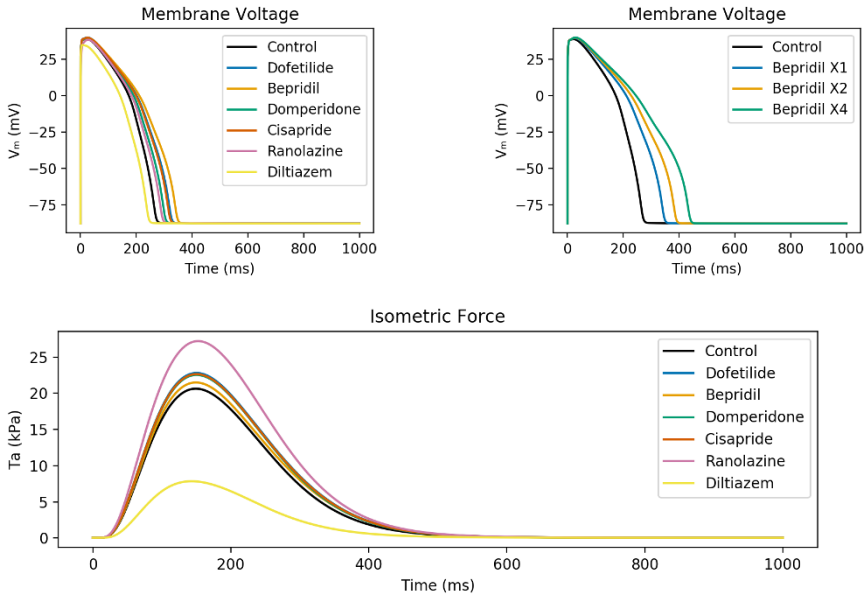 Membrane Voltage
Vₘ (mV)
25
0
−25
−50
−75
0
200
400
600
800
1000
Time (ms)
Control
Dofetilide
Bepridil
Domperidone
Cisapride
Ranolazine
Diltiazem
Membrane Voltage
Vₘ (mV)
25
0
−25
−50
−75
0
200
400
600
800
1000
Time (ms)
Control
Bepridil X1
Bepridil X2
Bepridil X4
Isometric Force
Ta (kPa)
25
20
15
10
5
0
0
200
400
600
800
1000
Time (ms)
Control
Dofetilide
Bepridil
Domperidone
Cisapride
Ranolazine
Diltiazem